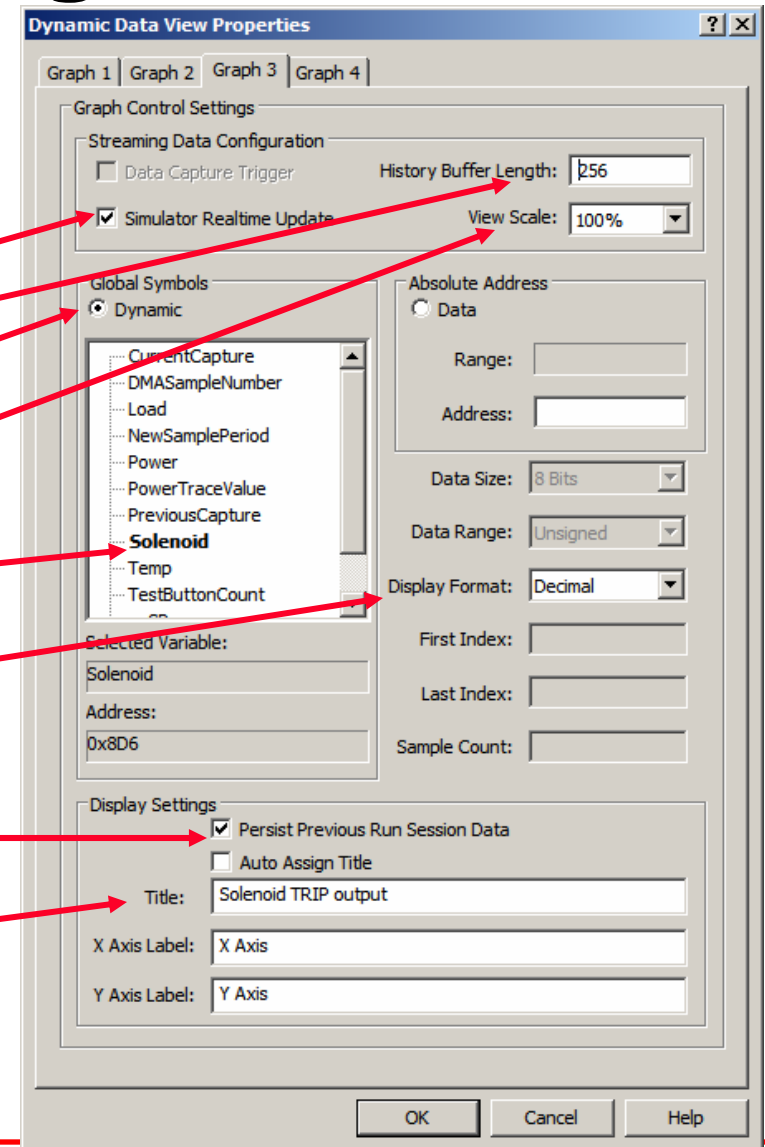 Dynamic Data View Properties
Graph 1 Graph 2 Graph 3 Graph 4
Graph Control Settings
Streaming Data Configuration
Data Capture Trigger
History Buffer Length: 256
Simulator Realtime Update
View Scale: 100%
Global Symbols
Dynamic
CurrentCapture
DMASampleNumber
Load
NewSamplePeriod
Power
PowerTraceValue
PreviousCapture
Solenoid
Temp
TestButtonCount
Selected Variable:
Solenoid
Address:
0x8D6
Absolute Address
Data
Range:
Address:
Data Size: 8 Bits
Data Range: Unsigned
Display Format: Decimal
First Index:
Last Index:
Sample Count:
Display Settings
Persist Previous Run Session Data
Auto Assign Title
Title: Solenoid TRIP output
X Axis Label: X Axis
Y Axis Label: Y Axis
OK Cancel Help